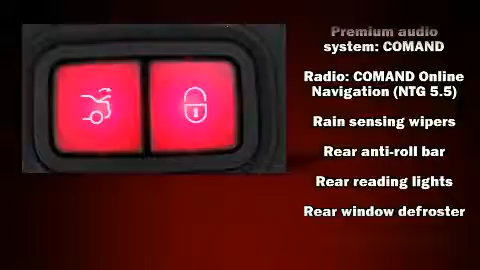 Premium audio
system: COMAND
Radio: COMAND Online
Navigation (NTG 5.5)
Rain sensing wipers
Rear anti-roll bar
Rear reading lights
Rear window defroster